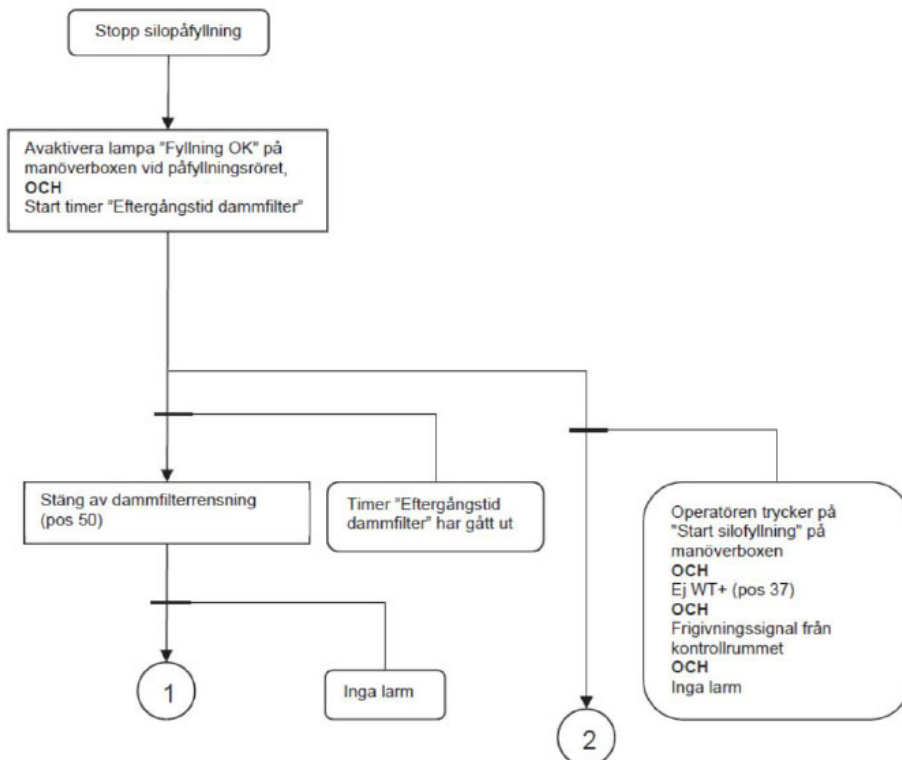 Stopp silopåfyllning
Avaktivera lampa "Fyllning OK" på
manöverboxen vid påfyllningsröret,
OCH
Start timer "Eftergångstid dammfilter"
Stäng av dammfilterrensning
(pos 50)
Timer "Eftergångstid
dammfilter" har gått ut
Operatören trycker på
"Start silofyllning" på
manöverboxen
OCH
Ej WT+ (pos 37)
OCH
Frigivningssignal från
kontrollrummet
OCH
Inga larm
1
Inga larm
2